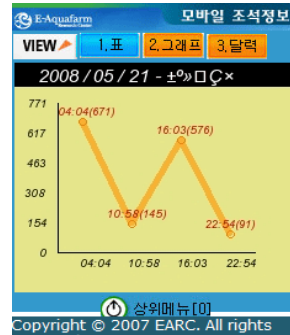 E-Aquafarm 모바일 조석정보
Research Center
VIEW 1.표 2.그래프 3.달력
2008 / 05 / 21 - ±º»□Ç×
771
617
463
308
154
0
04:04(671)
16:03(576)
10:58(145)
22:54(91)
04:04 10:58 16:03 22:54
상위메뉴[0]
Copyright © 2007 EARC. All rights